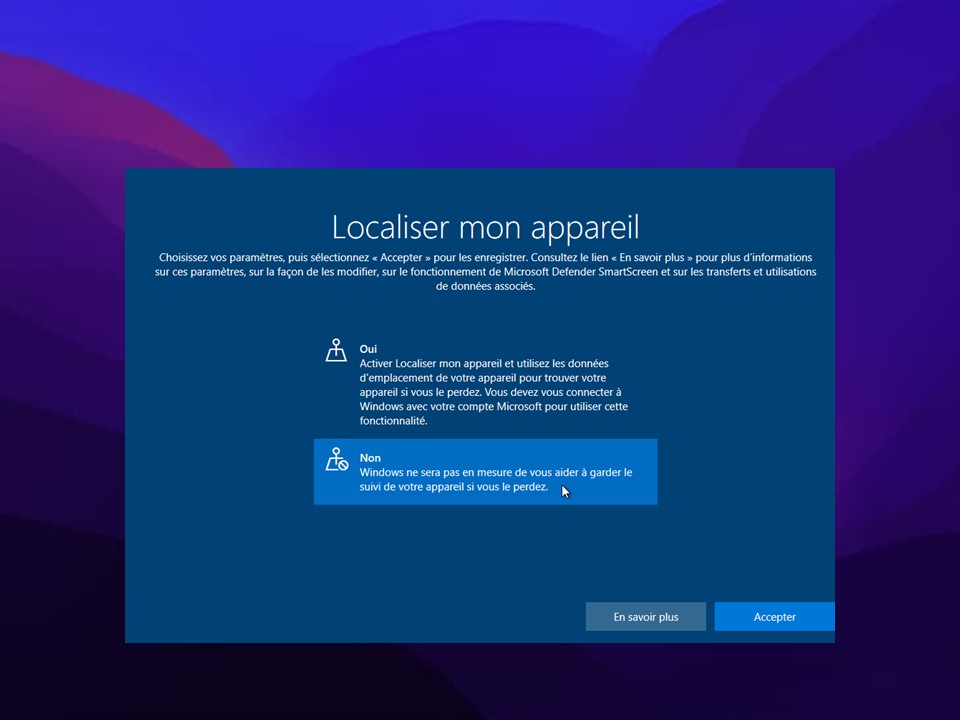 Localiser mon appareil
Choisissez vos paramètres, puis sélectionnez « Accepter » pour les enregistrer. Consultez le lien « En savoir plus » pour plus d'informations
sur ces paramètres, sur la façon de les modifier, sur le fonctionnement de Microsoft Defender SmartScreen et sur les transferts et utilisations
de données associés.
Oui
Activer Localiser mon appareil et utilisez les données
d'emplacement de votre appareil pour trouver votre
appareil si vous le perdez. Vous devez vous connecter à
Windows avec votre compte Microsoft pour utiliser cette
fonctionnalité.
Non
Windows ne sera pas en mesure de vous aider à garder le
suivi de votre appareil si vous le perdez.
En savoir plus
Accepter